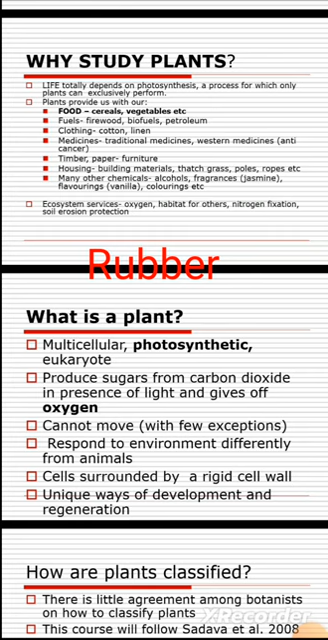 WHY STUDY PLANTS?
LIFE totally depends on photosynthesis, a process for which only
plants can exclusively perform.
Plants provide us with our:
FOOD – cereals, vegetables etc
Fuels- firewood, biofuels, petroleum
Clothing- cotton, linen
Medicines- traditional medicines, western medicines (anti
cancer)
Timber, paper- furniture
Housing- building materials, thatch grass, poles, ropes etc
Many other chemicals- alcohols, fragrances (jasmine),
flavourings (vanilla), colourings etc
Ecosystem services- oxygen, habitat for others, nitrogen fixation,
soil erosion protection
Rubber
What is a plant?
Multicellular, photosynthetic,
eukaryote
Produce sugars from carbon dioxide
in presence of light and gives off
oxygen
Cannot move (with few exceptions)
Respond to environment differently
from animals
Cells surrounded by a rigid cell wall
Unique ways of development and
regeneration
How are plants classified?
There is little agreement among botanists
on how to classify plants
XRecorder
This course will follow Sadava et al. 2008